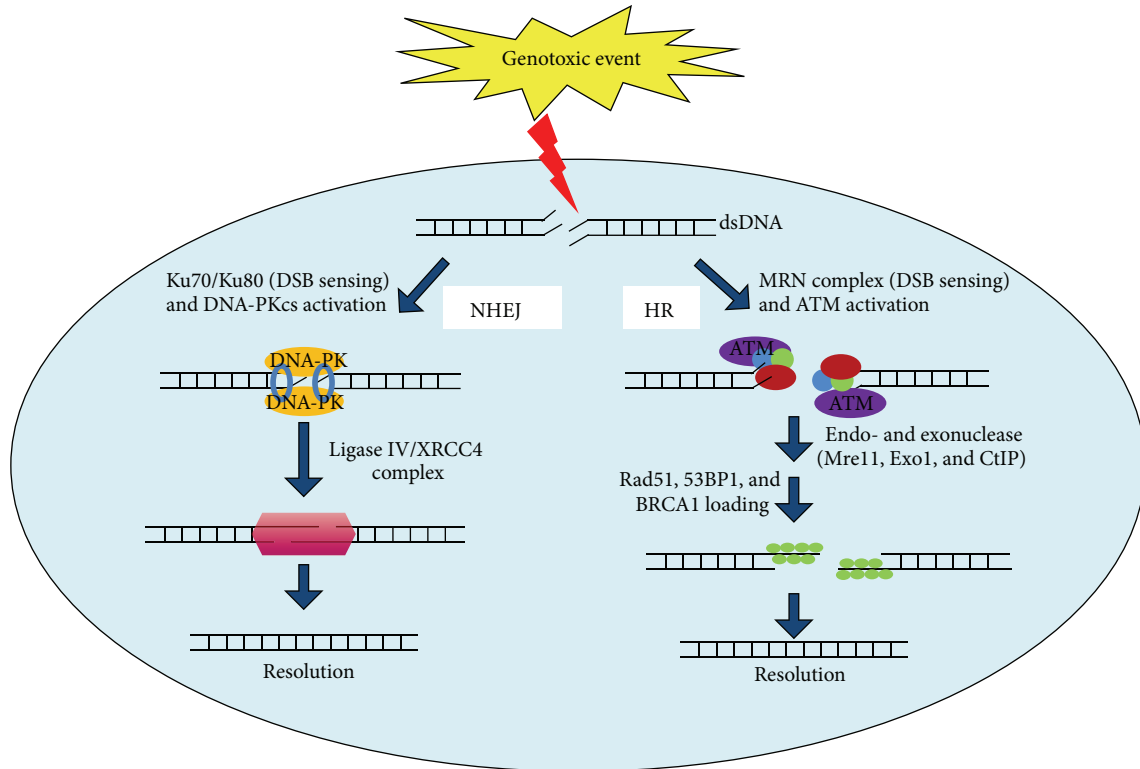 Genotoxic event
dsDNA
Ku70/Ku80 (DSB sensing)
and DNA-PKcs activation
NHEJ
HR
MRN complex (DSB sensing)
and ATM activation
DNA-PK
DNA-PK
Ligase IV/XRCC4
complex
Resolution
ATM
ATM
Endo- and exonuclease
(Mre11, Exo1, and CtIP)
Rad51, 53BP1, and
BRCA1 loading
Resolution